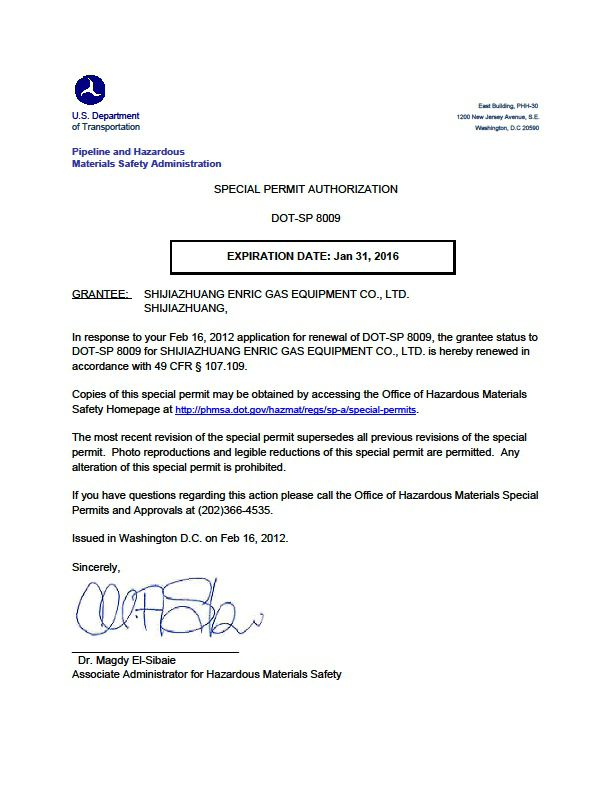 U.S. Department
of Transportation
East Building, PHH-30
1200 New Jersey Avenue, S.E.
Washington, D.C 20590
Pipeline and Hazardous
Materials Safety Administration
SPECIAL PERMIT AUTHORIZATION
DOT-SP 8009
EXPIRATION DATE: Jan 31, 2016
GRANTEE: SHIJIAZHUANG ENRIC GAS EQUIPMENT CO., LTD.
SHIJIAZHUANG,
In response to your Feb 16, 2012 application for renewal of DOT-SP 8009, the grantee status to
DOT-SP 8009 for SHIJIAZHUANG ENRIC GAS EQUIPMENT CO., LTD. is hereby renewed in
accordance with 49 CFR § 107.109.
Copies of this special permit may be obtained by accessing the Office of Hazardous Materials
Safety Homepage at http://phmsa.dot.gov/hazmat/regs/sp-a/special-permits.
The most recent revision of the special permit supersedes all previous revisions of the special
permit. Photo reproductions and legible reductions of this special permit are permitted. Any
alteration of this special permit is prohibited.
If you have questions regarding this action please call the Office of Hazardous Materials Special
Permits and Approvals at (202)366-4535.
Issued in Washington D.C. on Feb 16, 2012.
Sincerely,
Dr. Magdy El-Sibaie
Associate Administrator for Hazardous Materials Safety